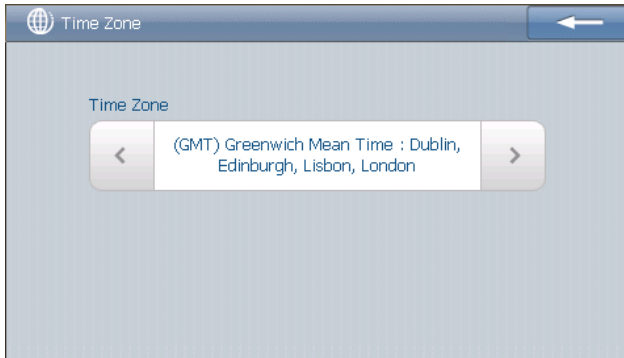 Time Zone
Time Zone
(GMT) Greenwich Mean Time : Dublin,
Edinburgh, Lisbon, London